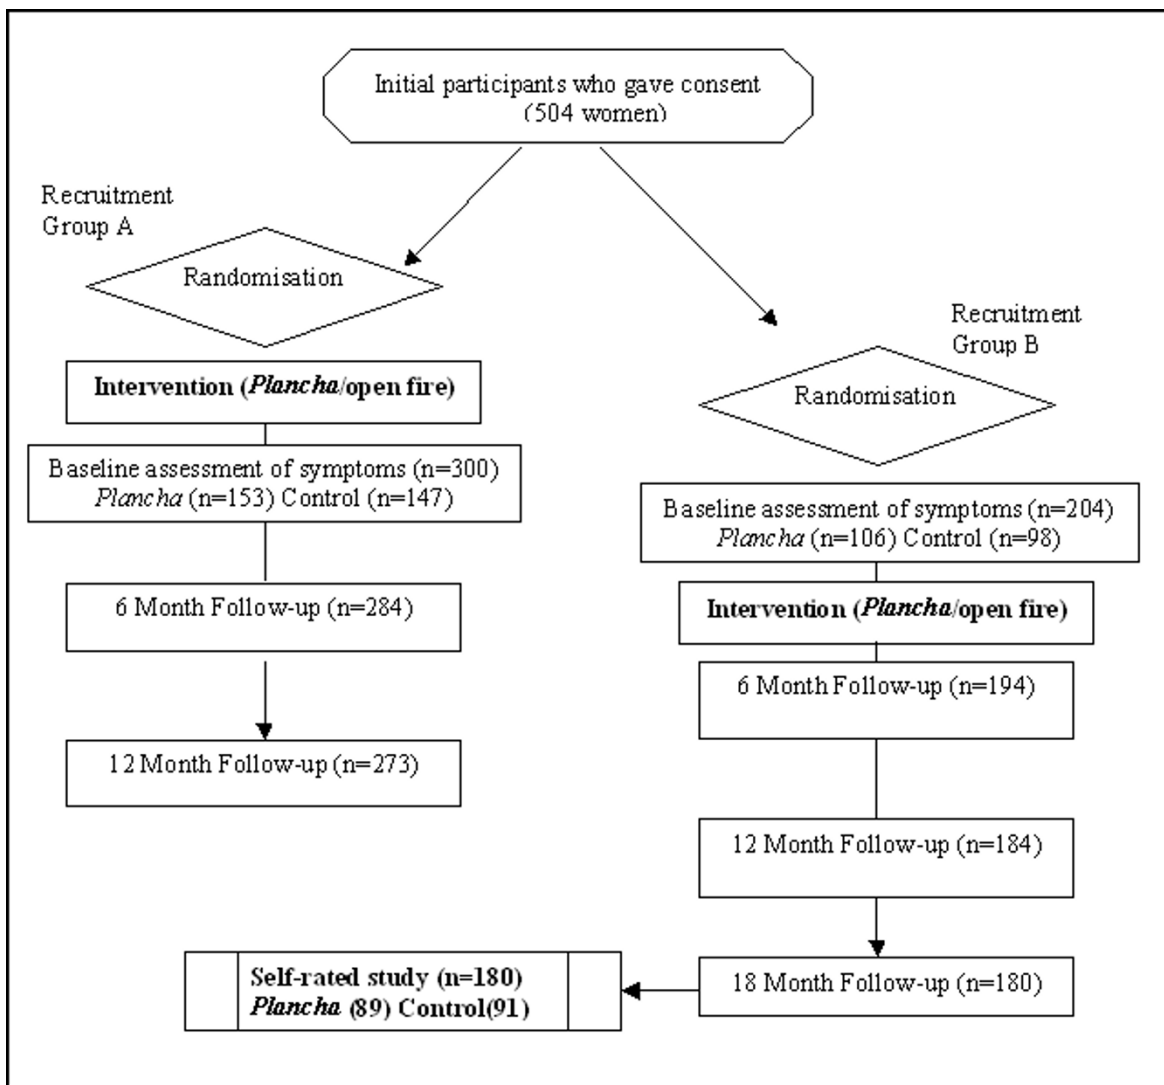 Initial participants who gave consent
(504 women)
Recruitment
Group A
Randomisation
Intervention (Plancha/open fire)
Baseline assessment of symptoms (n=300)
Plancha (n=153) Control (n=147)
6 Month Follow-up (n=284)
12 Month Follow-up (n=273)
Recruitment
Group B
Randomisation
Baseline assessment of symptoms (n=204)
Plancha (n=106) Control (n=98)
Intervention (Plancha/open fire)
6 Month Follow-up (n=194)
12 Month Follow-up (n=184)
18 Month Follow-up (n=180)
Self-rated study (n=180)
Plancha (89) Control(91)